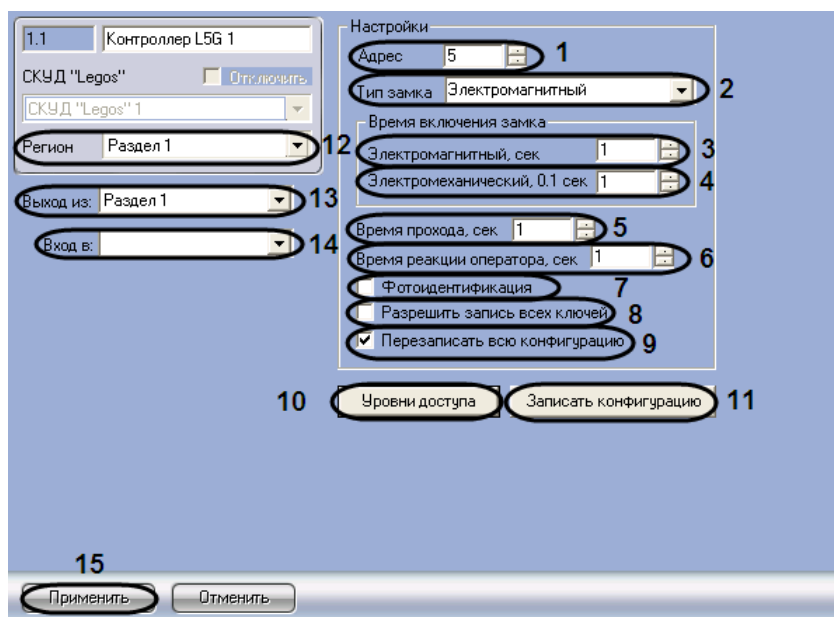 1.1 Контроллер L5G 1
СКУД "Legos" Отключить
СКУД "Legos" 1
Регион Раздел 1 12
Выход из: Раздел 1 13
Вход в: 14
Настройки
Адрес 5 1
Тип замка Электромагнитный 2
Время включения замка
Электромагнитный, сек 1 3
Электромеханический, 0.1 сек 1 4
Время прохода, сек 1 5
Время реакции оператора, сек 1 6
Фотоидентификация 7
Разрешить запись всех ключей 8
Перезаписать всю конфигурацию 9
10 Уровни доступа Записать конфигурацию 11
15
Применить Отменить